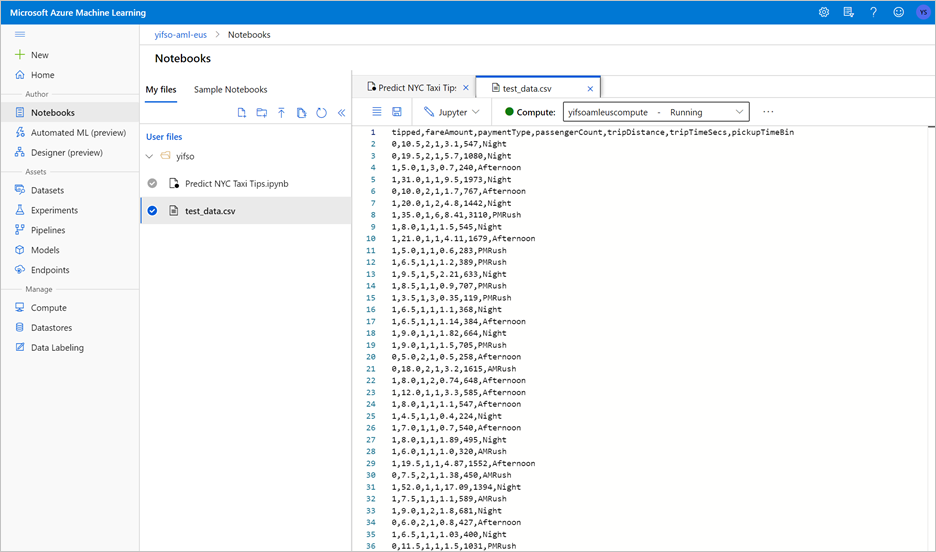 Microsoft Azure Machine Learning
YS
New
Home
Author
Notebooks
Automated ML (preview)
Designer (preview)
Assets
Datasets
Experiments
Pipelines
Models
Endpoints
Manage
Compute
Datastores
Data Labeling
yifso-aml-eus > Notebooks
Notebooks
My files Sample Notebooks
User files
yifso
Predict NYC Taxi Tips.ipynb
test_data.csv
Predict NYC Taxi Tips test_data.csv
Jupyter Compute: yifsoamleuscompute - Running
1 tipped,fareAmount,paymentType,passengerCount,tripDistance,tripTimeSecs,pickupTimeBin
2 0,10.5,2,1,3.1,547,Night
3 0,19.5,2,1,5.7,1080,Night
4 1,5.0,1,3,0.7,240,Afternoon
5 1,31.0,1,1,9.5,1973,Night
6 0,10.0,2,1,1.7,767,Afternoon
7 1,20.0,1,2,4.8,1442,Night
8 1,35.0,1,6,8.41,3110,PMRush
9 1,8.0,1,1,1.5,545,Night
10 1,21.0,1,1,4.11,1679,Afternoon
11 1,5.0,1,1,0.6,283,PMRush
12 1,6.5,1,1,1.2,389,PMRush
13 1,9.5,1,5,2.21,633,Night
14 1,8.5,1,1,0.9,707,PMRush
15 1,3.5,1,3,0.35,119,PMRush
16 1,6.5,1,1,1.1,368,Night
17 1,6.5,1,1,1.14,384,Afternoon
18 1,9.0,1,1,1.82,664,Night
19 1,9.0,1,1,1.5,705,PMRush
20 0,5.0,2,1,0.5,258,Afternoon
21 0,18.0,2,1,3.2,1615,AMRush
22 1,8.0,1,2,0.74,648,Afternoon
23 1,12.0,1,1,3.3,585,Afternoon
24 1,8.0,1,1,1.1,547,Afternoon
25 1,4.5,1,1,0.4,224,Night
26 1,7.0,1,1,0.7,540,Afternoon
27 1,8.0,1,1,1.89,495,Night
28 1,6.0,1,1,1.0,320,AMRush
29 1,19.5,1,1,4.87,1552,Afternoon
30 0,7.5,2,1,1.38,450,AMRush
31 1,52.0,1,1,17.09,1394,Night
32 1,7.5,1,1,1.1,589,AMRush
33 1,9.0,1,2,1.8,681,Night
34 0,6.0,2,1,0.8,427,Afternoon
35 1,6.5,1,1,1.03,400,Night
36 0,11.5,1,1,1.5,1031,PMRush